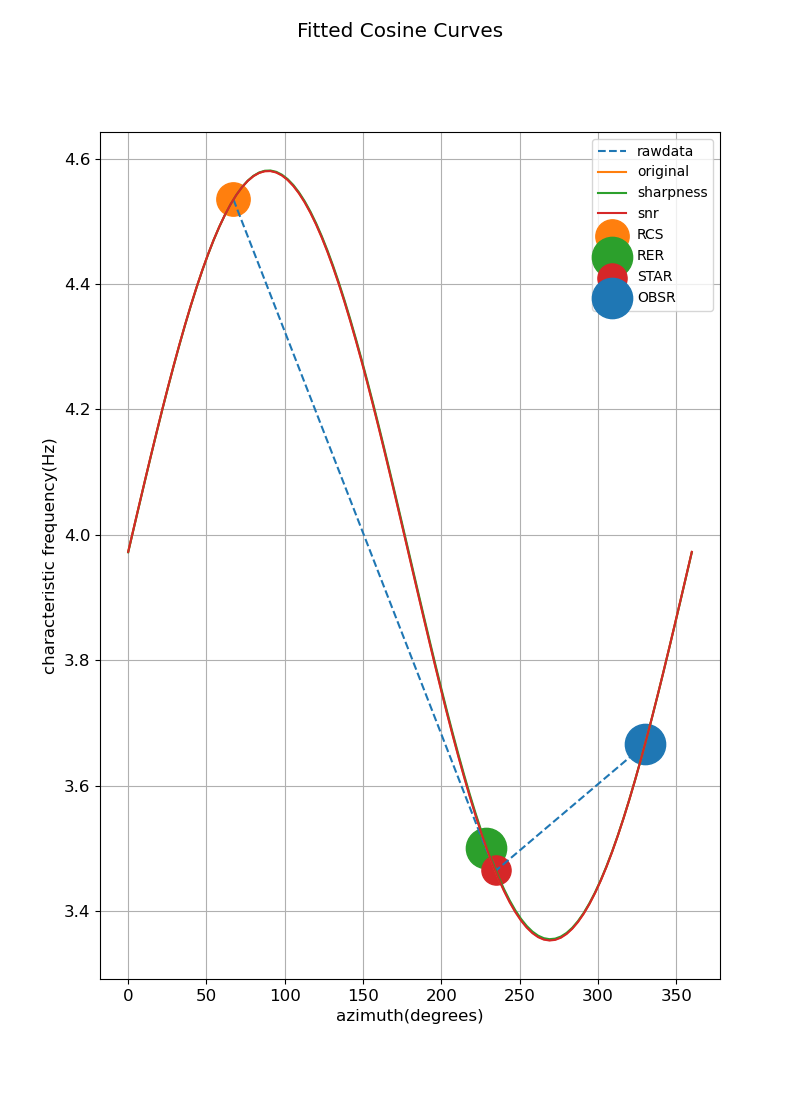 Fitted Cosine Curves
rawdata
original
sharpness
snr
RCS
RER
STAR
OBSR
4.6
4.4
4.2
4.0
3.8
3.6
3.4
characteristic frequency(Hz)
0 50 100 150 200 250 300 350
azimuth(degrees)